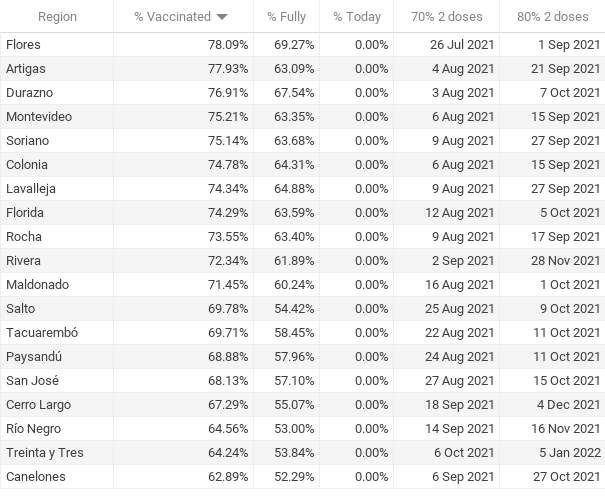 Region % Vaccinated % Fully % Today 70% 2 doses 80% 2 doses
Flores 78.09% 69.27% 0.00% 26 Jul 2021 1 Sep 2021
Artigas 77.93% 63.09% 0.00% 4 Aug 2021 21 Sep 2021
Durazno 76.91% 67.54% 0.00% 3 Aug 2021 7 Oct 2021
Montevideo 75.21% 63.35% 0.00% 6 Aug 2021 15 Sep 2021
Soriano 75.14% 63.68% 0.00% 9 Aug 2021 27 Sep 2021
Colonia 74.78% 64.31% 0.00% 6 Aug 2021 15 Sep 2021
Lavalleja 74.34% 64.88% 0.00% 9 Aug 2021 27 Sep 2021
Florida 74.29% 63.59% 0.00% 12 Aug 2021 5 Oct 2021
Rocha 73.55% 63.40% 0.00% 9 Aug 2021 17 Sep 2021
Rivera 72.34% 61.89% 0.00% 2 Sep 2021 28 Nov 2021
Maldonado 71.45% 60.24% 0.00% 16 Aug 2021 1 Oct 2021
Salto 69.78% 54.42% 0.00% 25 Aug 2021 9 Oct 2021
Tacuarembó 69.71% 58.45% 0.00% 22 Aug 2021 11 Oct 2021
Paysandú 68.88% 57.96% 0.00% 24 Aug 2021 11 Oct 2021
San José 68.13% 57.10% 0.00% 27 Aug 2021 15 Oct 2021
Cerro Largo 67.29% 55.07% 0.00% 18 Sep 2021 4 Dec 2021
Río Negro 64.56% 53.00% 0.00% 14 Sep 2021 16 Nov 2021
Treinta y Tres 64.24% 53.84% 0.00% 6 Oct 2021 5 Jan 2022
Canelones 62.89% 52.29% 0.00% 6 Sep 2021 27 Oct 2021